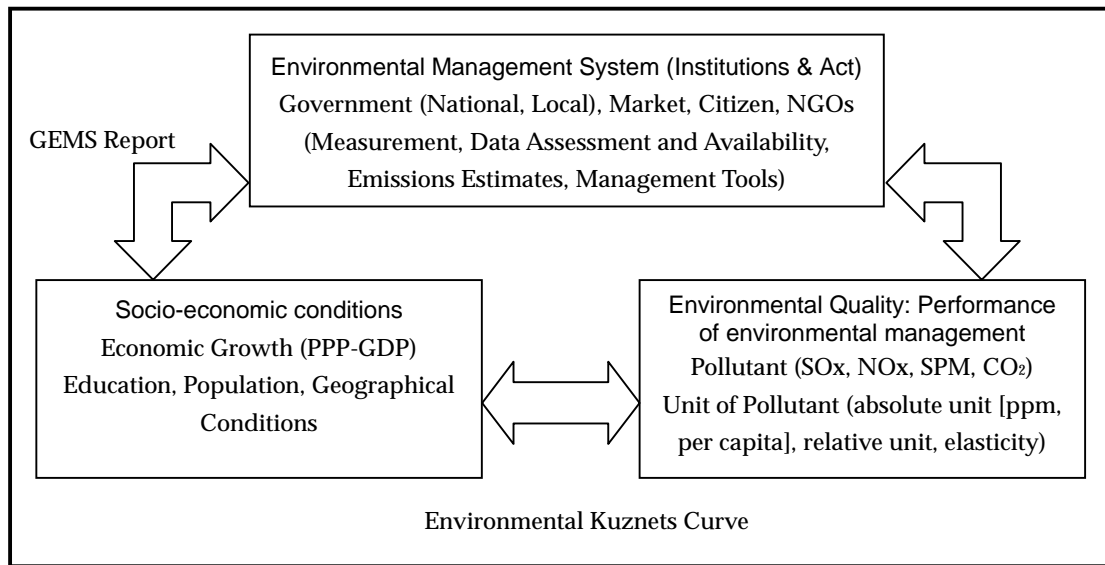 Environmental Management System (Institutions & Act)
Government (National, Local), Market, Citizen, NGOs
(Measurement, Data Assessment and Availability,
Emissions Estimates, Management Tools)
GEMS Report
Socio-economic conditions
Economic Growth (PPP-GDP)
Education, Population, Geographical
Conditions
Environmental Quality: Performance
of environmental management
Pollutant (SOx, NOx, SPM, CO₂)
Unit of Pollutant (absolute unit [ppm,
per capita], relative unit, elasticity)
Environmental Kuznets Curve